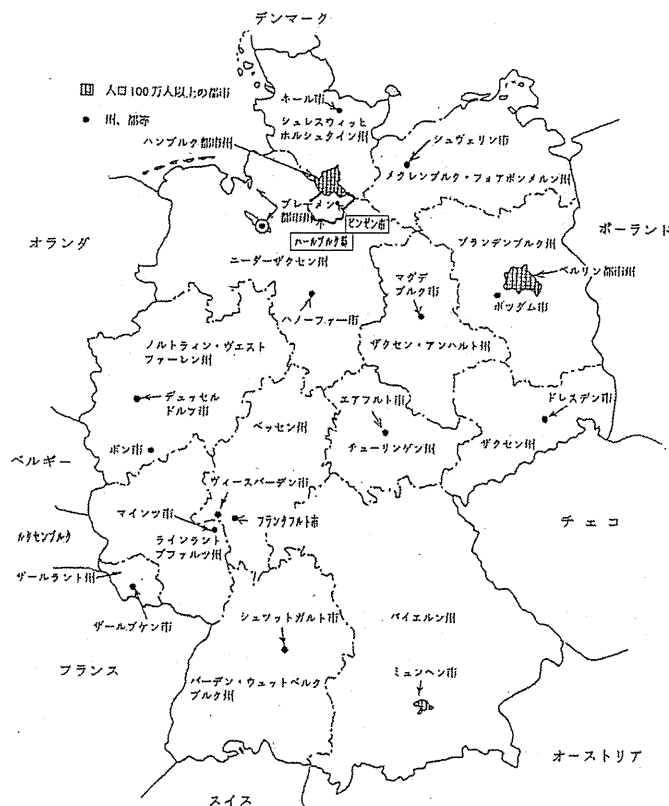 デンマーク
人口100万人以上の都市
州、都等
キール市
シュレスウィッヒ
ホルシュタイン州
ハンブルク都市州
シュヴェリン市
メクレンブルク・フォアポンメルン州
ブレーメン
都市州
ビンゼン市
ハールブルク郡
オランダ
ニーダーザクセン州
ブランデンブルク州
ポーランド
ベルリン都市州
マグデ
ブルク市
ポツダム市
ハノーファー市
ノルトライン・ヴエスト
ファーレン州
ザクセン・アンハルト州
デュッセル
ドルフ市
エアフルト市
ドレスデン市
ベッセン州
チューリンゲン州
ザクセン州
ボン市
ベルギー
ヴィースバーデン市
マインツ市
フランクフルト市
チェコ
ルクセンブルク
ラインラント
プファルツ州
ザールラント州
シュツットガルト市
バイエルン州
ザールブケン市
フランス
バーデン・ウェットベルク
ブルク州
ミュンヘン市
オーストリア
スイス